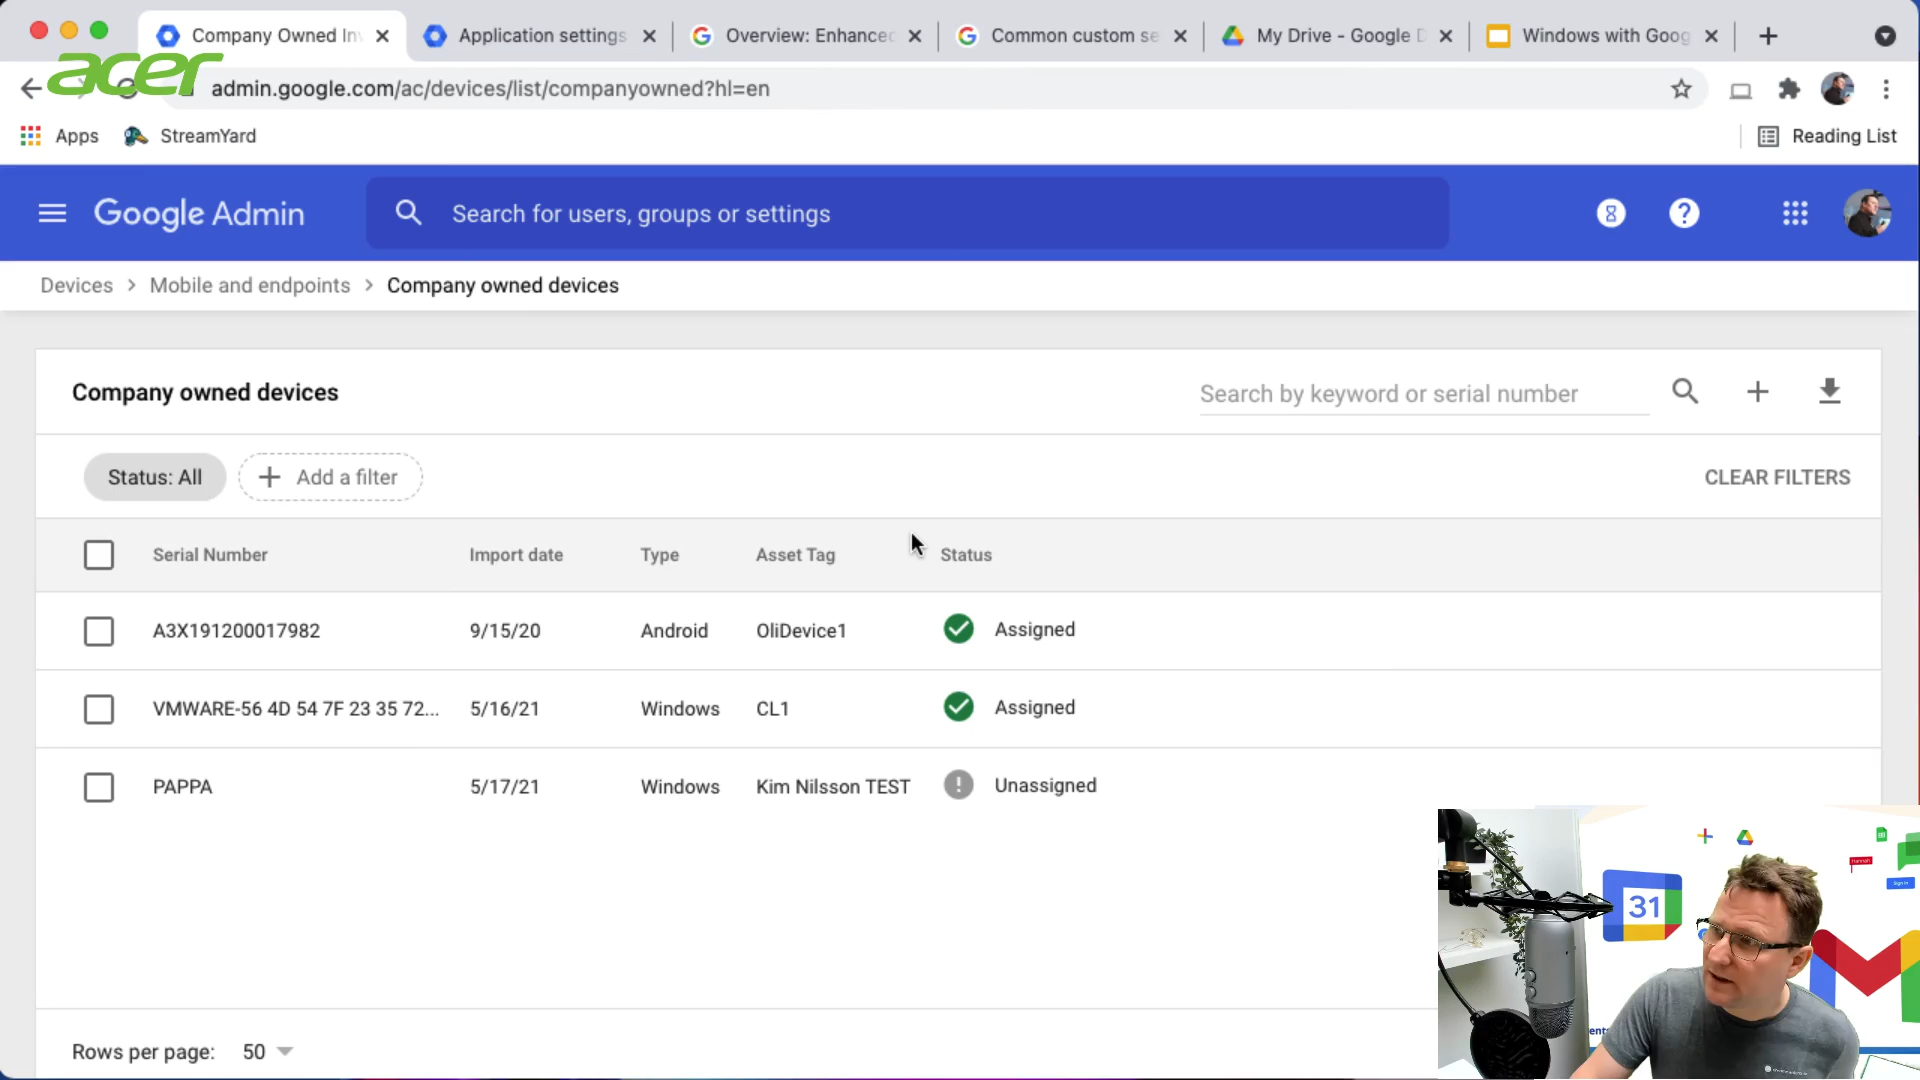 Company Owned Inv
Application settings
Overview: Enhanced
Common custom se
My Drive - Google D
Windows with Goog
acer
admin.google.com/ac/devices/list/companyowned?hl=en
Apps
StreamYard
Reading List
Google Admin
Search for users, groups or settings
Devices > Mobile and endpoints > Company owned devices
Company owned devices
Search by keyword or serial number
Status: All
Add a filter
CLEAR FILTERS
Serial Number Import date Type Asset Tag Status
A3X191200017982 9/15/20 Android OliDevice1 Assigned
VMWARE-56 4D 54 7F 23 35 72... 5/16/21 Windows CL1 Assigned
PAPPA 5/17/21 Windows Kim Nilsson TEST Unassigned
Hannah
Sign in
31
Rows per page: 50